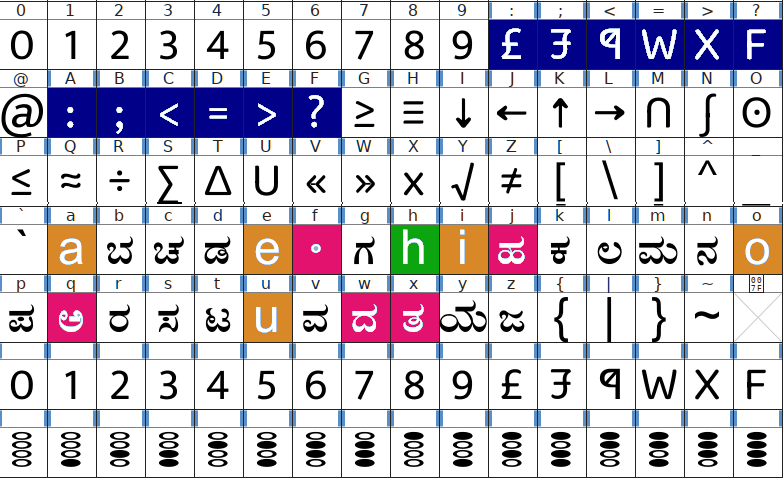 0 1 2 3 4 5 6 7 8 9 : ; < = > ?
0 1 2 3 4 5 6 7 8 9 £ W X F
@ A B C D E F G H I J K L M N O
@ : ; < = > ? ≥ ☰ ↓ ← ↑ → ∩ ∫ ʘ
P Q R S T U V W X Y Z [ \ ] ^ _
≤ ≈ ÷ ∑ Δ U « » x √ ≠ [ \ ] ^ _
` a b c d e f g h i j k l m n o
` a ಬ ಚ ಡ e ಗ h i ಹ ಕ ಲ ಮ ನ o
p q r s t u v w x y z { | } ~ 007F
ಪ ಅ ರ ಸ ಟ u ವ ದ ತ ಯ ಜ { | } ~
0 1 2 3 4 5 6 7 8 9 £ W X F